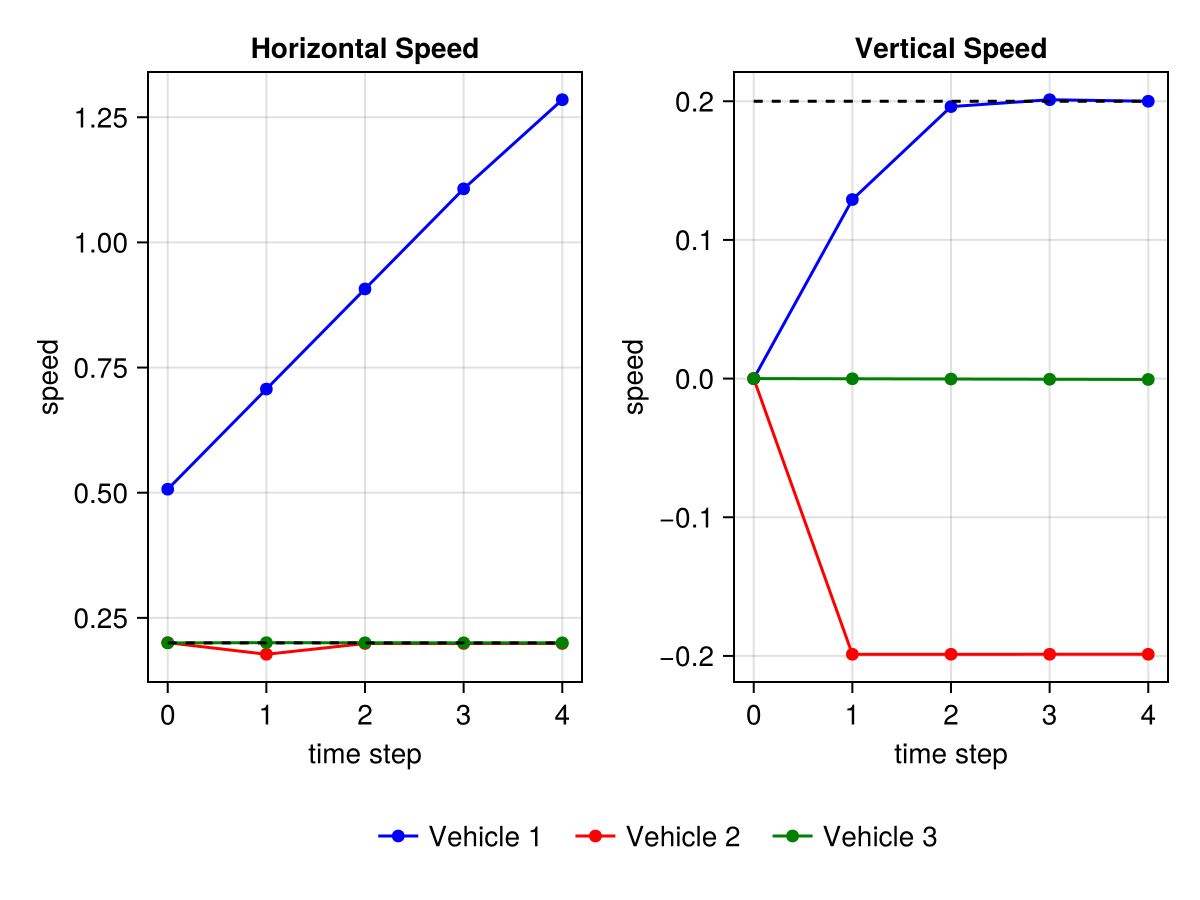 Horizontal Speed
speed
1.25
1.00
0.75
0.50
0.25
0 1 2 3 4
time step
Vertical Speed
speed
0.2
0.1
0.0
−0.1
−0.2
0 1 2 3 4
time step
Vehicle 1 Vehicle 2 Vehicle 3